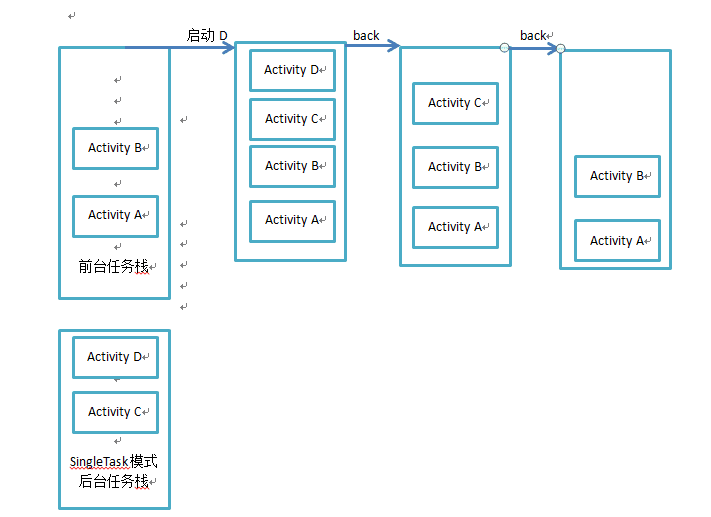 启动 D
back
back
Activity B
Activity A
前台任务栈
Activity D
Activity C
Activity B
Activity A
Activity C
Activity B
Activity A
Activity B
Activity A
Activity D
Activity C
SingleTask模式
后台任务栈